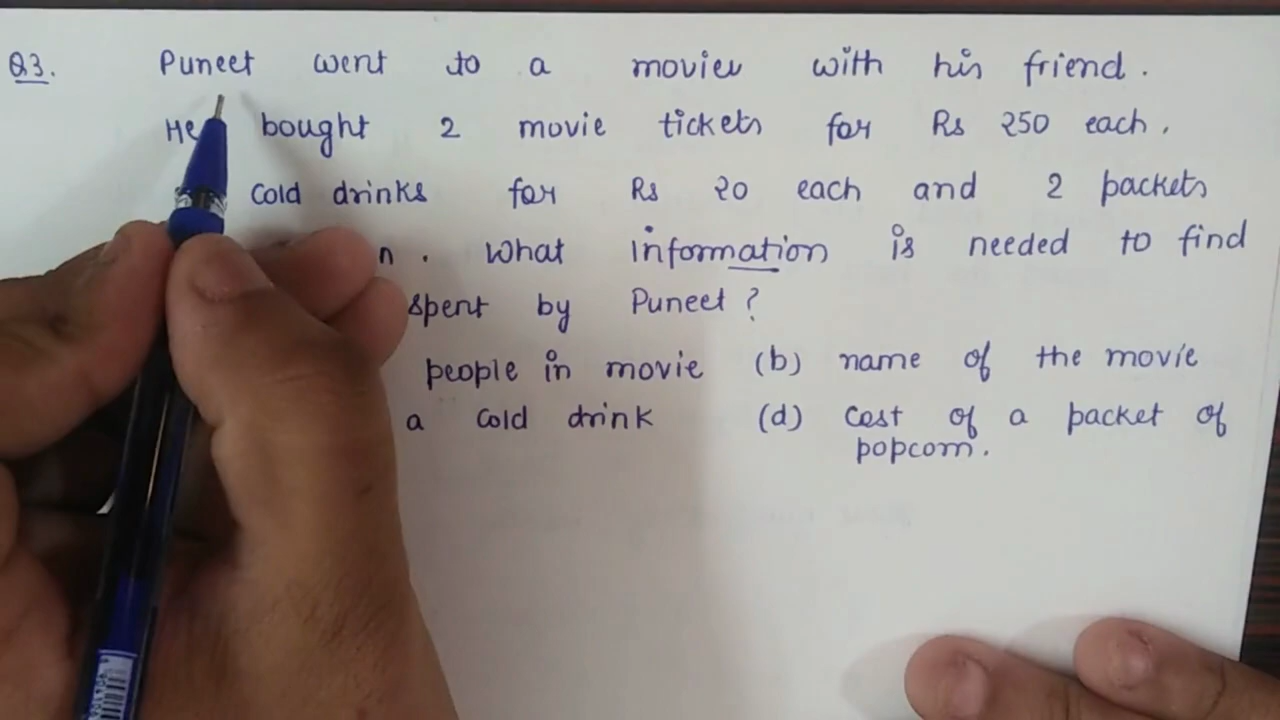 Q3. Puneet went to a movie with his friend.
He bought 2 movie tickets for Rs 250 each,
Cold drinks for Rs 20 each and 2 packets
n. What information is needed to find
spent by Puneet?
people in movie (b) name of the movie
a cold drink (d) Cost of a packet of
popcorn.